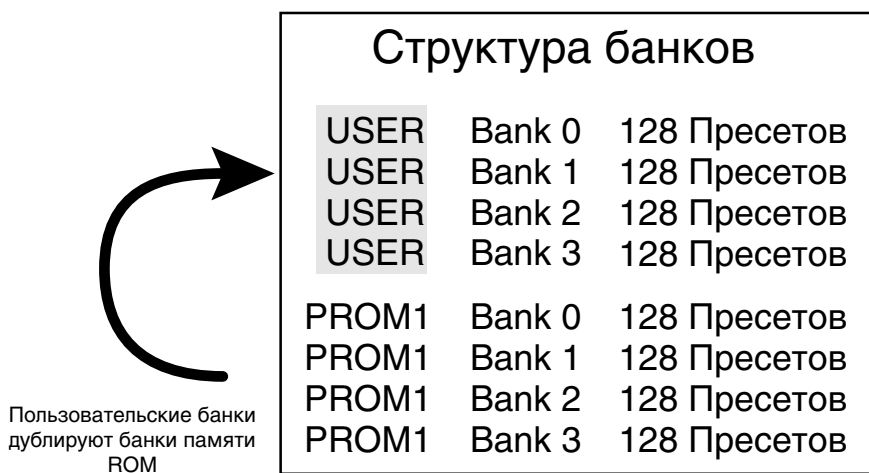 Структура банков
USER Bank 0 128 Пресетов
USER Bank 1 128 Пресетов
USER Bank 2 128 Пресетов
USER Bank 3 128 Пресетов
PROM1 Bank 0 128 Пресетов
PROM1 Bank 1 128 Пресетов
PROM1 Bank 2 128 Пресетов
PROM1 Bank 3 128 Пресетов
Пользовательские банки
дублируют банки памяти
ROM